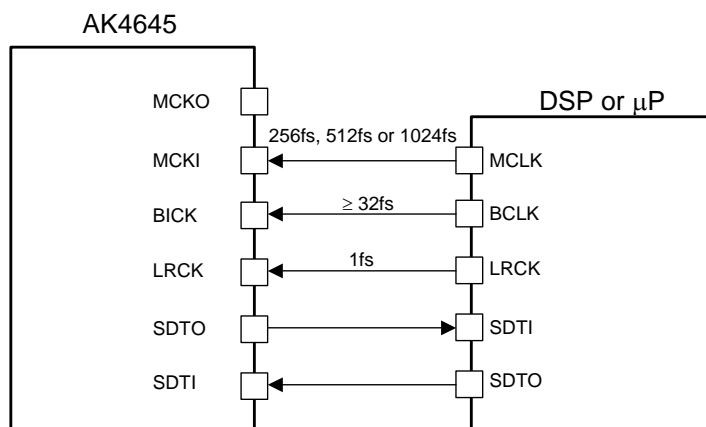 AK4645
DSP or μP
MCKO
256fs, 512fs or 1024fs
MCKI
MCLK
≥ 32fs
BICK
BCLK
1fs
LRCK
LRCK
SDTO
SDTI
SDTI
SDTO